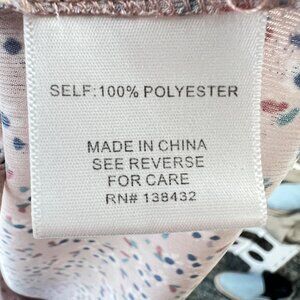 SELF:100% POLYESTER
MADE IN CHINA
SEE REVERSE
FOR CARE
RN# 138432